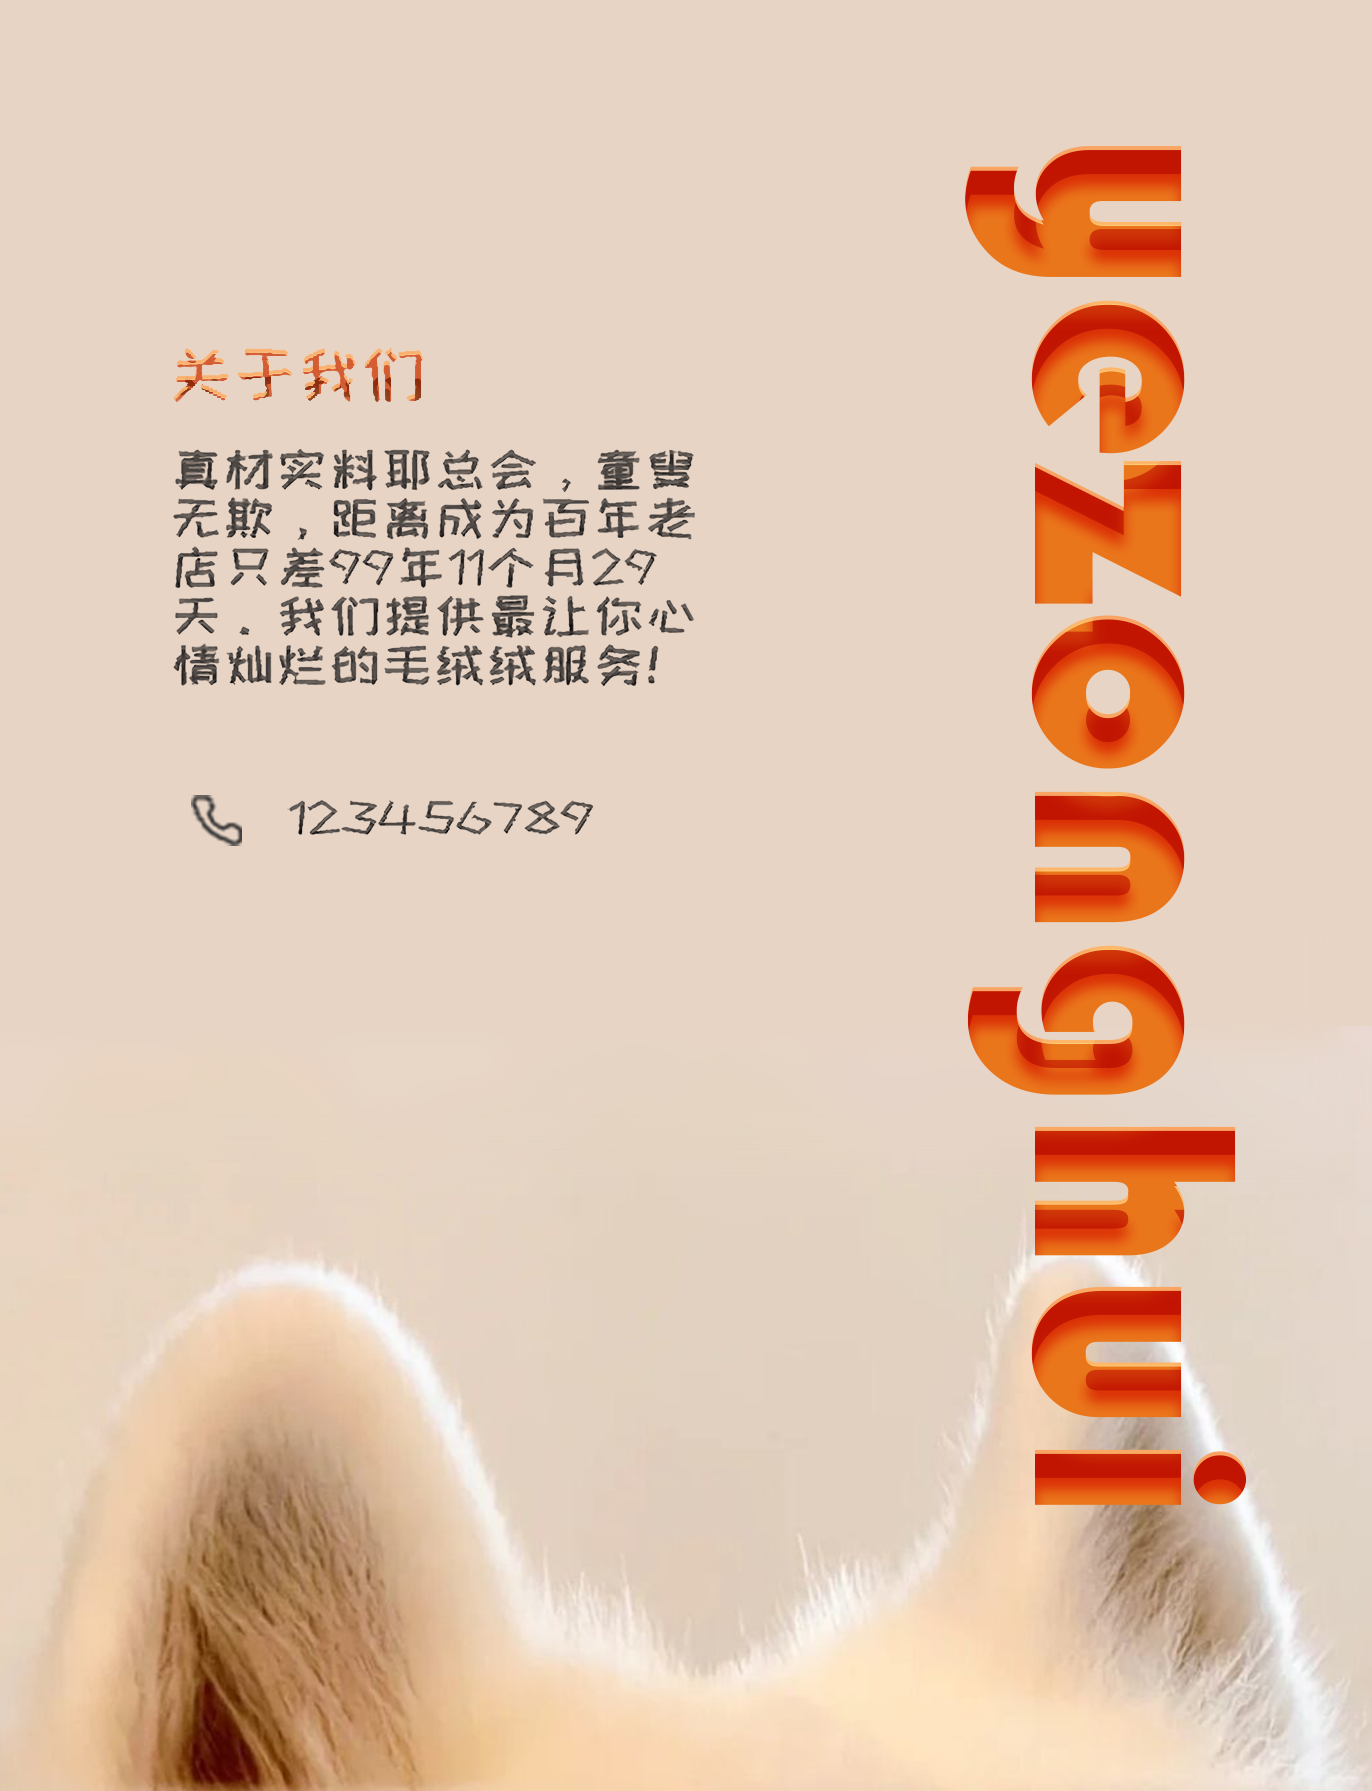 关于我们
真材实料耶总会，童叟
无欺，距离成为百年老
店只差99年11个月29
天。我们提供最让你心
情灿烂的毛绒绒服务!
123456789
yezonghui